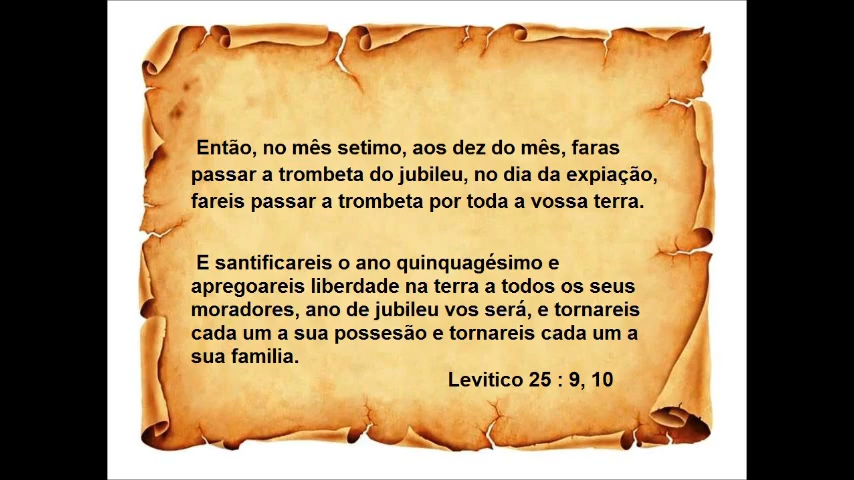 Então, no mês setimo, aos dez do mês, faras
passar a trombeta do jubileu, no dia da expiação,
fareis passar a trombeta por toda a vossa terra.
E santificareis o ano quinquagésimo e
apregoareis liberdade na terra a todos os seus
moradores, ano de jubileu vos será, e tornareis
cada um a sua possesão e tornareis cada um a
sua familia.
Levitico 25 : 9, 10